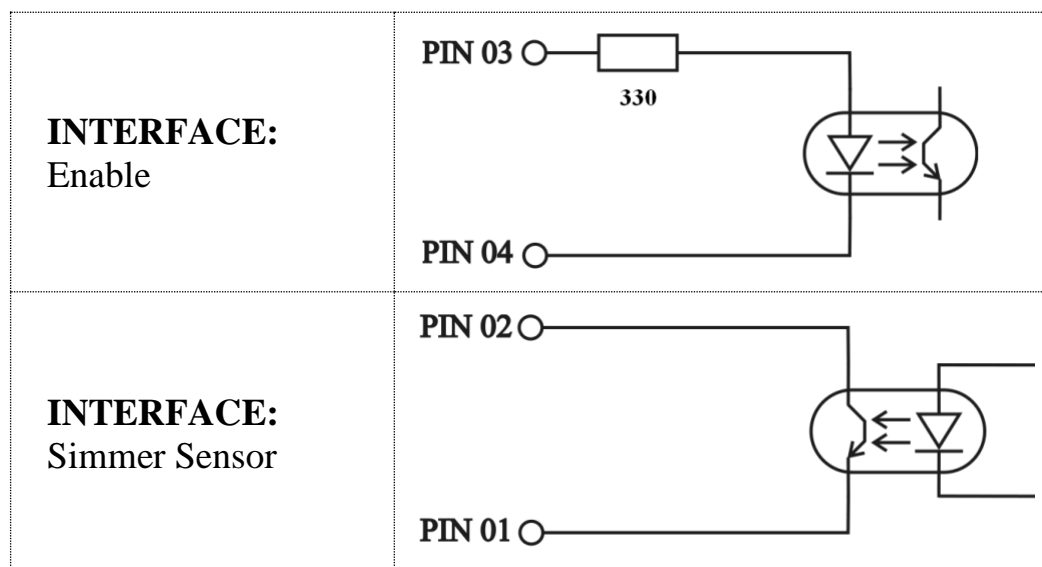 INTERFACE:
Enable
PIN 03
330
PIN 04
INTERFACE:
Simmer Sensor
PIN 02
PIN 01